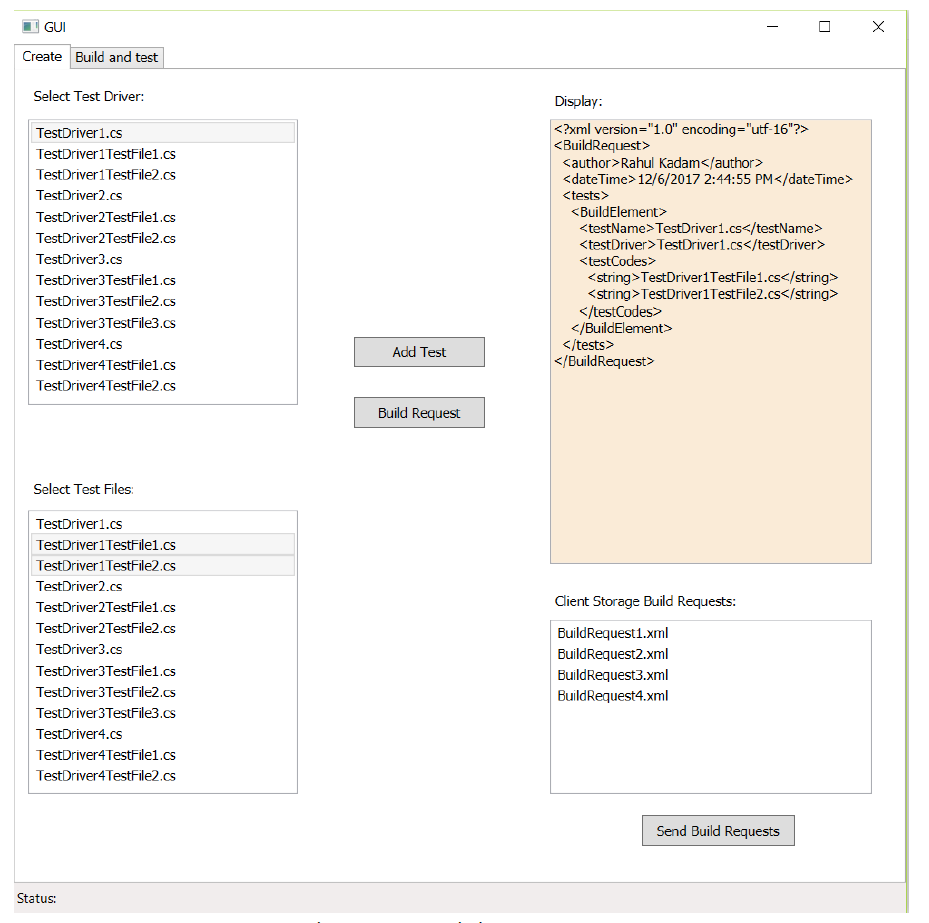 GUI
Create
Build and test
Select Test Driver:
TestDriver1.cs
TestDriver1TestFile1.cs
TestDriver1TestFile2.cs
TestDriver2.cs
TestDriver2TestFile1.cs
TestDriver2TestFile2.cs
TestDriver3.cs
TestDriver3TestFile1.cs
TestDriver3TestFile2.cs
TestDriver3TestFile3.cs
TestDriver4.cs
TestDriver4TestFile1.cs
TestDriver4TestFile2.cs
Add Test
Build Request
Select Test Files:
TestDriver1.cs
TestDriver1TestFile1.cs
TestDriver1TestFile2.cs
TestDriver2.cs
TestDriver2TestFile1.cs
TestDriver2TestFile2.cs
TestDriver3.cs
TestDriver3TestFile1.cs
TestDriver3TestFile2.cs
TestDriver3TestFile3.cs
TestDriver4.cs
TestDriver4TestFile1.cs
TestDriver4TestFile2.cs
Display:
<?xml version="1.0" encoding="utf-16"?>
<BuildRequest>
<author>Rahul Kadam</author>
<dateTime>12/6/2017 2:44:55 PM</dateTime>
<tests>
<BuildElement>
<testName>TestDriver1.cs</testName>
<testDriver>TestDriver1.cs</testDriver>
<testCodes>
<string>TestDriver1TestFile1.cs</string>
<string>TestDriver1TestFile2.cs</string>
</testCodes>
</BuildElement>
</tests>
</BuildRequest>
Client Storage Build Requests:
BuildRequest1.xml
BuildRequest2.xml
BuildRequest3.xml
BuildRequest4.xml
Send Build Requests
Status: